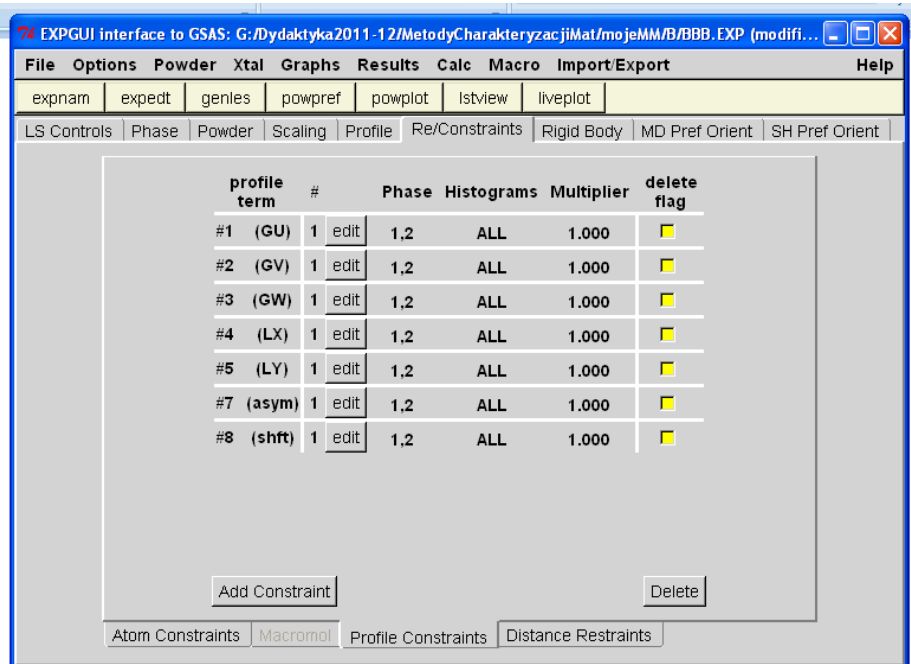 EXPGUI interface to GSAS: G:/Dydaktyka2011-12/MetodyCharakteryzacjiMat/mojeMM/B/BBB.EXP (modifi...
File Options Powder Xtal Graphs Results Calc Macro Import/Export Help
expnam expedt genles powpref powplot lstview liveplot
LS Controls Phase Powder Scaling Profile Re/Constraints Rigid Body MD Pref Orient SH Pref Orient
profile term # Phase Histograms Multiplier delete flag
#1 (GU) 1 edit 1,2 ALL 1.000
#2 (GV) 1 edit 1,2 ALL 1.000
#3 (GW) 1 edit 1,2 ALL 1.000
#4 (LX) 1 edit 1,2 ALL 1.000
#5 (LY) 1 edit 1,2 ALL 1.000
#7 (asym) 1 edit 1,2 ALL 1.000
#8 (shft) 1 edit 1,2 ALL 1.000
Add Constraint Delete
Atom Constraints Macromol Profile Constraints Distance Restraints